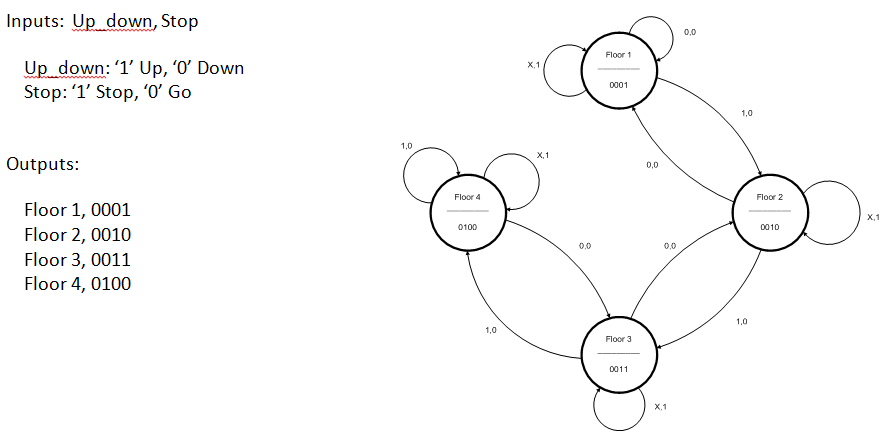 Inputs: Up_down, Stop
Up_down: ‘1’ Up, ‘0’ Down
Stop: ‘1’ Stop, ‘0’ Go
Outputs:
Floor 1, 0001
Floor 2, 0010
Floor 3, 0011
Floor 4, 0100
0,0
Floor 1
X,1
0001
1,0
1,0
X,1
0,0
Floor 4
0100
Floor 2
0010
X,1
0,0
0,0
1,0
1,0
Floor 3
0011
X,1